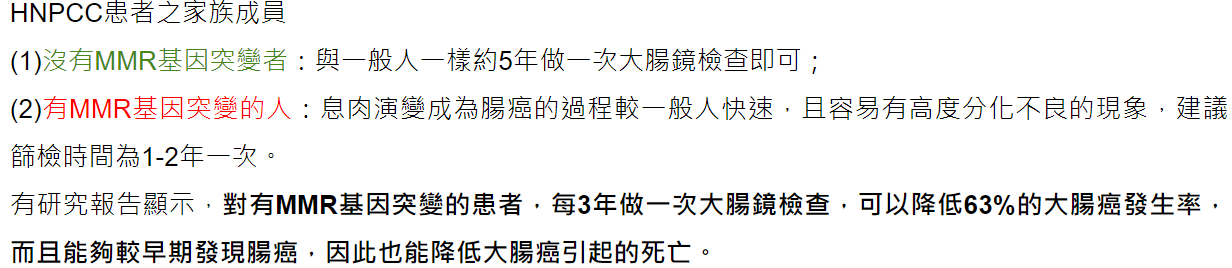 HNPCC患者之家族成員
(1)沒有MMR基因突變者：與一般人一樣約5年做一次大腸鏡檢查即可；
(2)有MMR基因突變的人：息肉演變成為腸癌的過程較一般人快速，且容易有高度分化不良的現象，建議
篩檢時間為1-2年一次。
有研究報告顯示，對有MMR基因突變的患者，每3年做一次大腸鏡檢查，可以降低63%的大腸癌發生率，
而且能夠較早期發現腸癌，因此也能降低大腸癌引起的死亡。